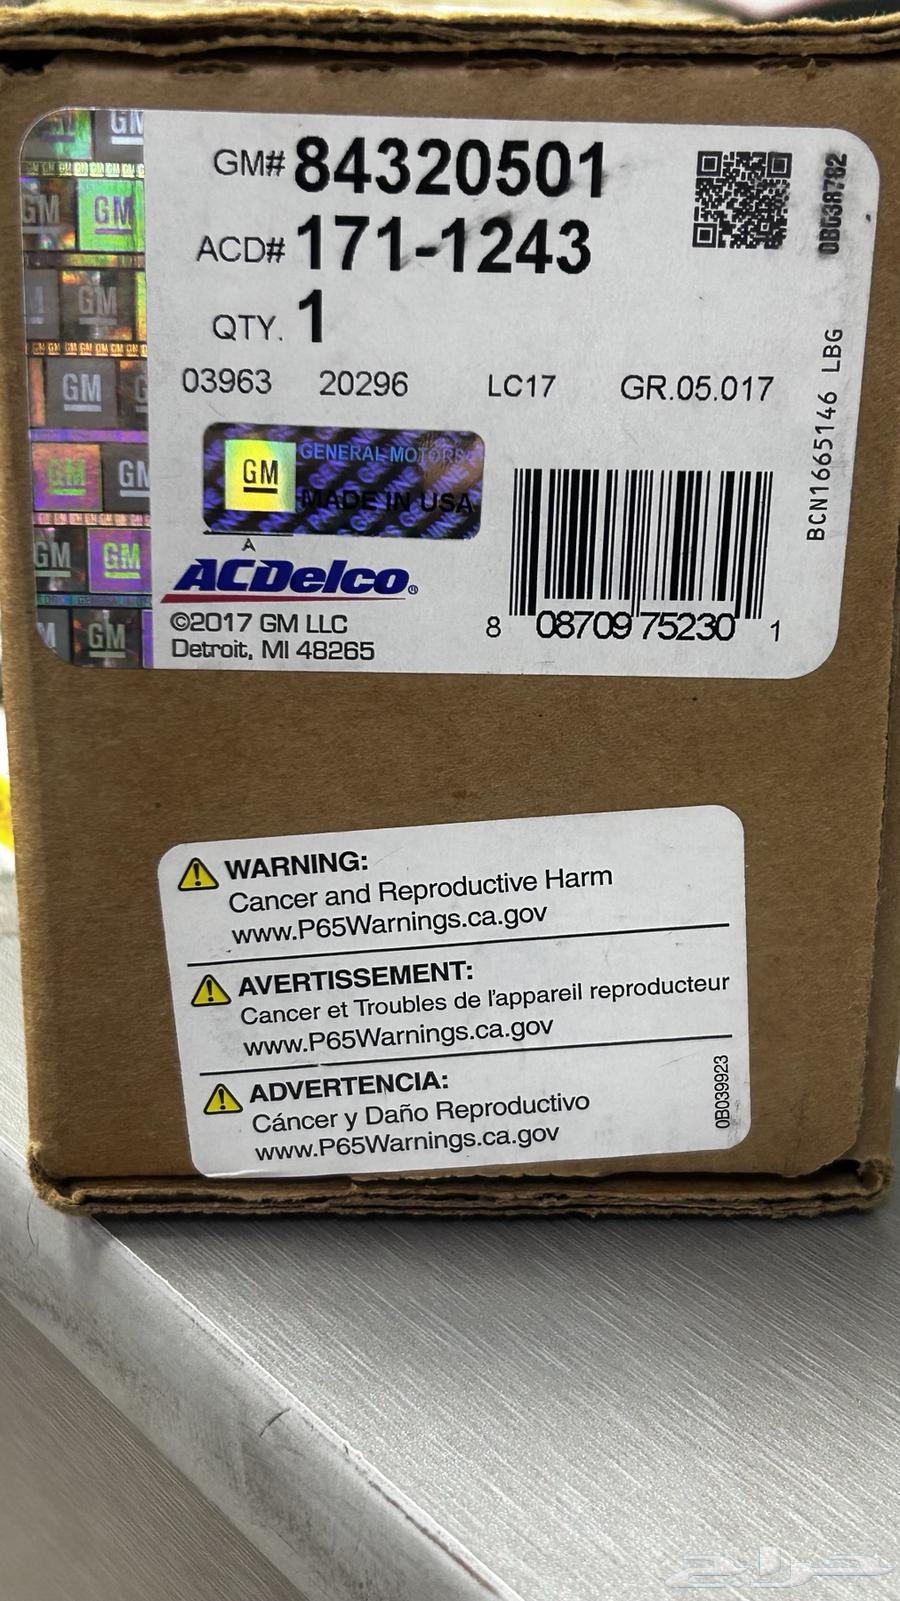 GM# 84320501
ACD# 171-1243
QTY. 1
03963 20296 LC17 GR.05.017
GM GENERAL MOTORS
MADE IN USA
A
ACDelco®
©2017 GM LLC
Detroit, MI 48265
8 08709 75230 1
0B038782
BCN1665146 LBG
WARNING:
Cancer and Reproductive Harm
www.P65Warnings.ca.gov
AVERTISSEMENT:
Cancer et Troubles de l'appareil reproducteur
www.P65Warnings.ca.gov
ADVERTENCIA:
Cáncer y Daño Reproductivo
www.P65Warnings.ca.gov
0B039923
حراج